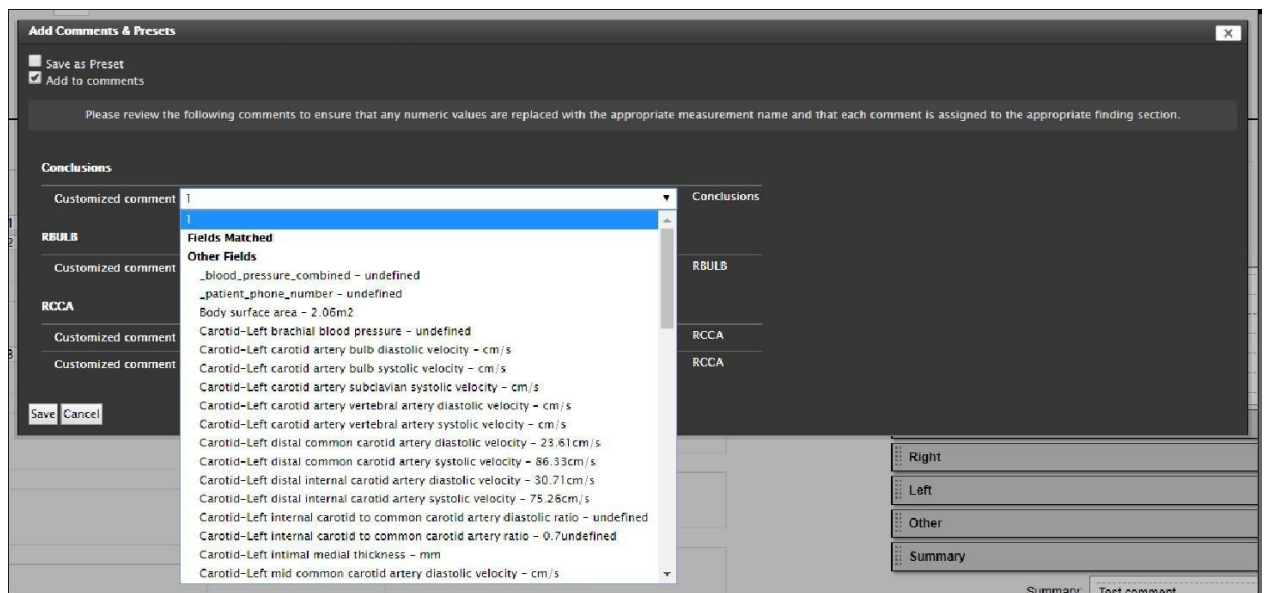 Add Comments & Presets
X
Save as Preset
Add to comments
Please review the following comments to ensure that any numeric values are replaced with the appropriate measurement name and that each comment is assigned to the appropriate finding section.
Conclusions
Customized comment 1 Conclusions
1
RBULB
Fields Matched
Other Fields
Customized comment RBULB
_blood_pressure_combined - undefined
_patient_phone_number - undefined
RCCA
Body surface area - 2.06m2
Carotid-Left brachial blood pressure - undefined
Customized comment RCCA
Carotid-Left carotid artery bulb diastolic velocity - cm/s
Customized comment RCCA
Carotid-Left carotid artery bulb systolic velocity - cm/s
Carotid-Left carotid artery subclavian systolic velocity - cm/s
Carotid-Left carotid artery vertebral artery diastolic velocity - cm/s
Save Cancel
Carotid-Left carotid artery vertebral artery systolic velocity - cm/s
Carotid-Left distal common carotid artery diastolic velocity - 23.61cm/s
Carotid-Left distal common carotid artery systolic velocity - 86.33cm/s
Carotid-Left distal internal carotid artery diastolic velocity - 30.71cm/s
Carotid-Left distal internal carotid artery systolic velocity - 75.26cm/s
Carotid-Left internal carotid to common carotid artery diastolic ratio - undefined
Carotid-Left internal carotid to common carotid artery ratio - 0.7undefined
Carotid-Left intimal medial thickness - mm
Carotid-Left mid common carotid artery diastolic velocity - cm/s
Right
Left
Other
Summary
Summary: Test comment